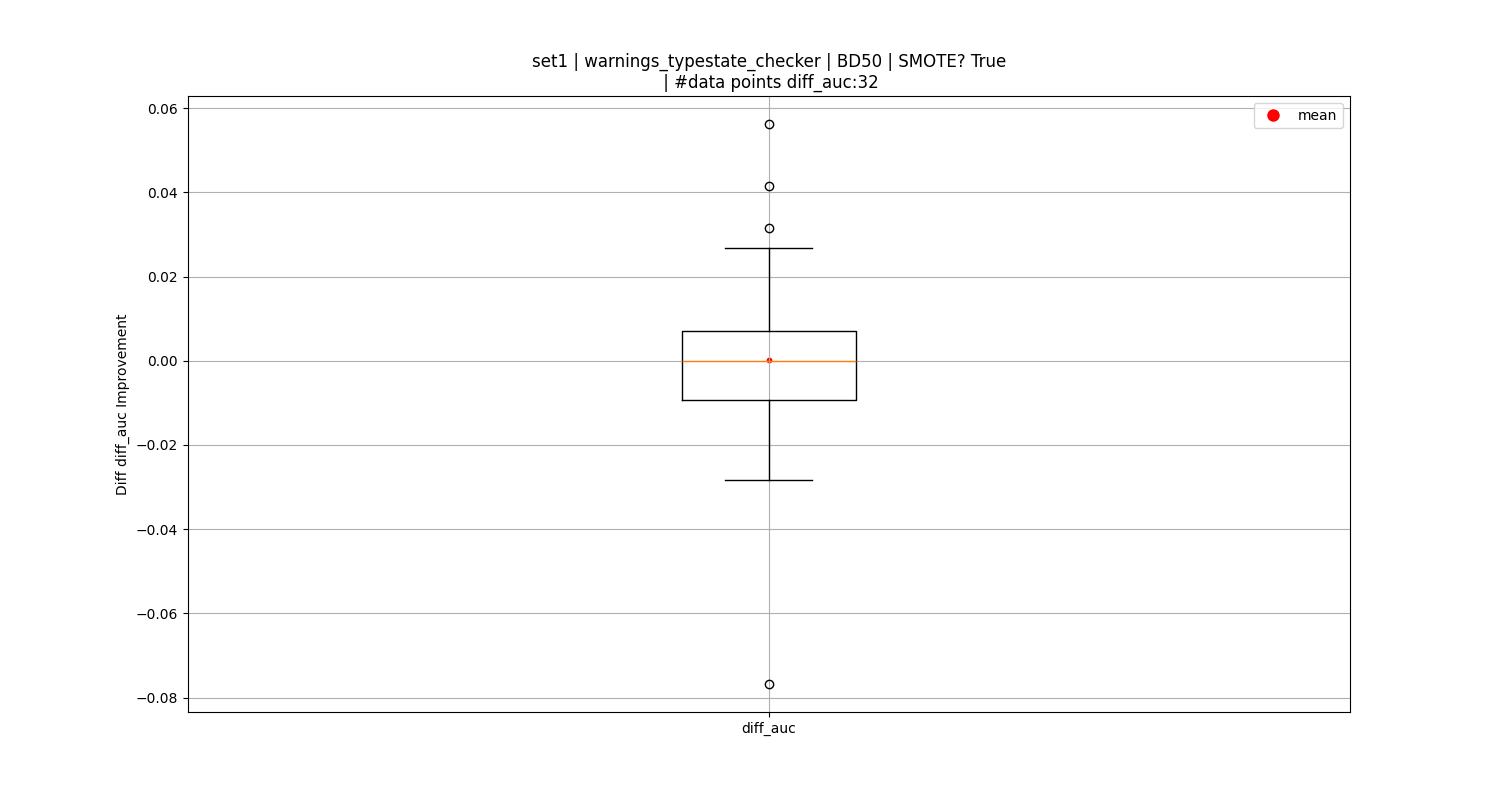 set1 | warnings_typestate_checker | BD50 | SMOTE? True
| #data points diff_auc:32
mean
0.06
0.04
0.02
0.00
−0.02
−0.04
−0.06
−0.08
Diff diff_auc Improvement
diff_auc